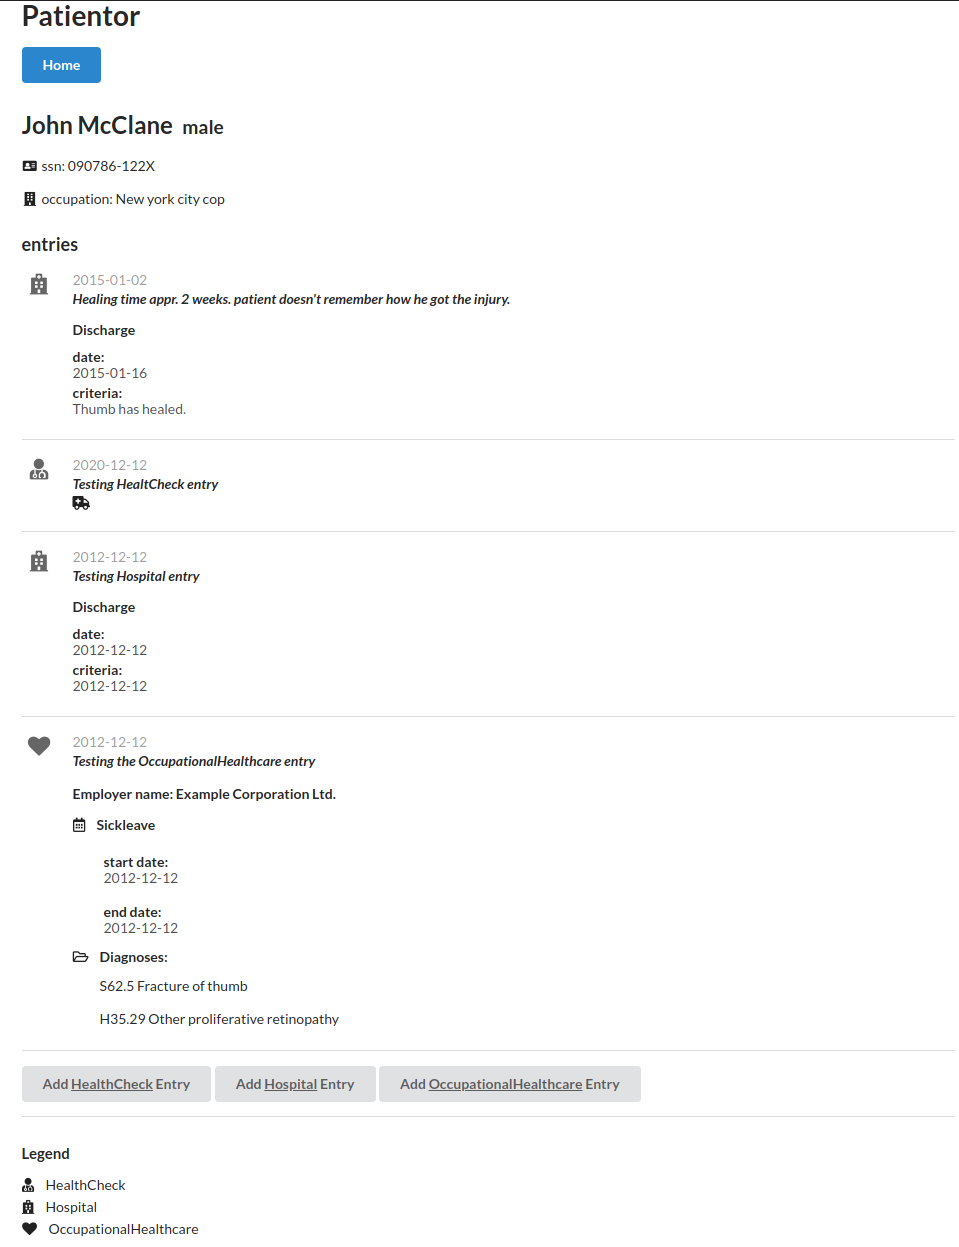 Patientor
Home
John McClane male
ssn: 090786-122X
occupation: New york city cop
entries
2015-01-02
Healing time appr. 2 weeks. patient doesn't remember how he got the injury.
Discharge
date:
2015-01-16
criteria:
Thumb has healed.
2020-12-12
Testing HealtCheck entry
2012-12-12
Testing Hospital entry
Discharge
date:
2012-12-12
criteria:
2012-12-12
2012-12-12
Testing the OccupationalHealthcare entry
Employer name: Example Corporation Ltd.
Sickleave
start date:
2012-12-12
end date:
2012-12-12
Diagnoses:
S62.5 Fracture of thumb
H35.29 Other proliferative retinopathy
Add HealthCheck Entry Add Hospital Entry Add OccupationalHealthcare Entry
Legend
HealthCheck
Hospital
OccupationalHealthcare